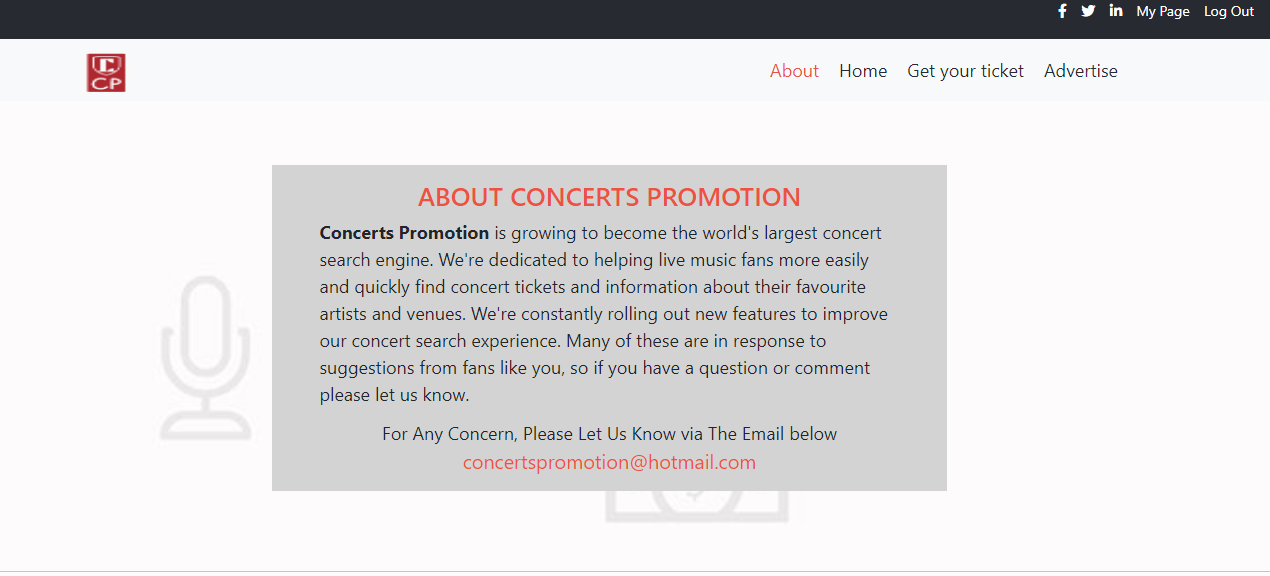 My Page Log Out
C
CP
About Home Get your ticket Advertise
ABOUT CONCERTS PROMOTION
Concerts Promotion is growing to become the world's largest concert
search engine. We're dedicated to helping live music fans more easily
and quickly find concert tickets and information about their favourite
artists and venues. We're constantly rolling out new features to improve
our concert search experience. Many of these are in response to
suggestions from fans like you, so if you have a question or comment
please let us know.
For Any Concern, Please Let Us Know via The Email below
concertspromotion@hotmail.com